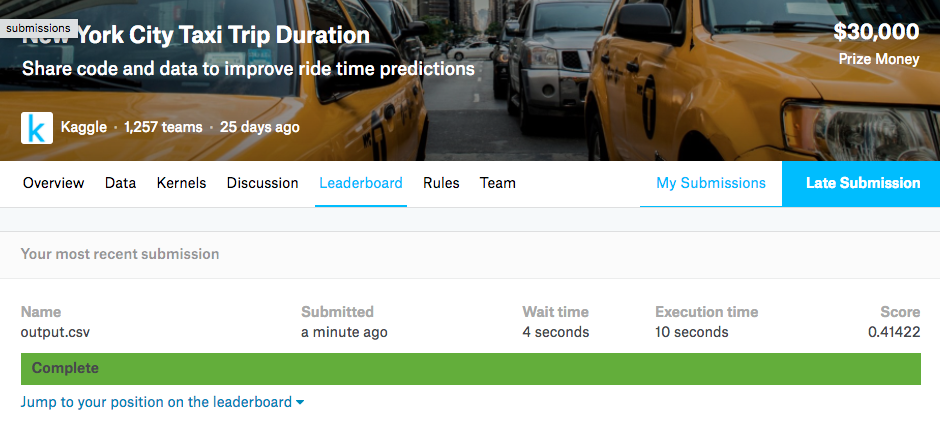 submissions
New York City Taxi Trip Duration
$30,000
Share code and data to improve ride time predictions
Prize Money
k
Kaggle · 1,257 teams · 25 days ago
Overview Data Kernels Discussion Leaderboard Rules Team My Submissions Late Submission
Your most recent submission
Name Submitted Wait time Execution time Score
output.csv a minute ago 4 seconds 10 seconds 0.41422
Complete
Jump to your position on the leaderboard